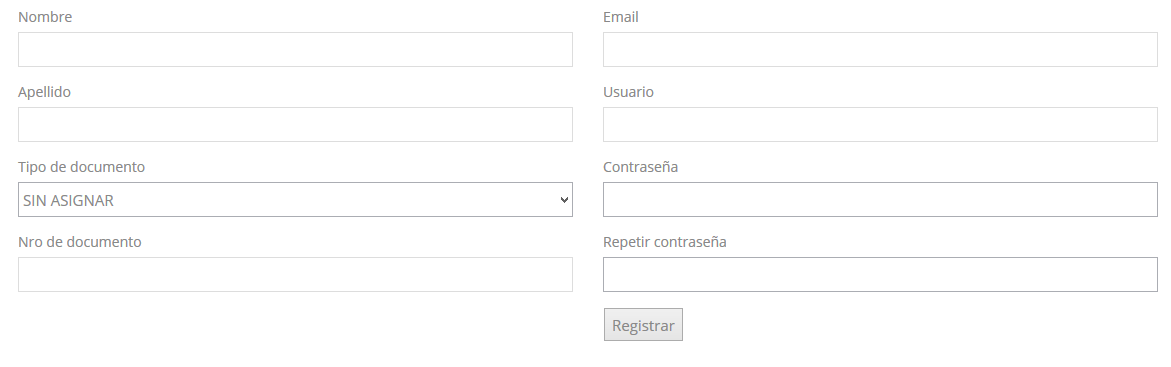 Nombre
Email
Apellido
Usuario
Tipo de documento
Contraseña
SIN ASIGNAR
Nro de documento
Repetir contraseña
Registrar